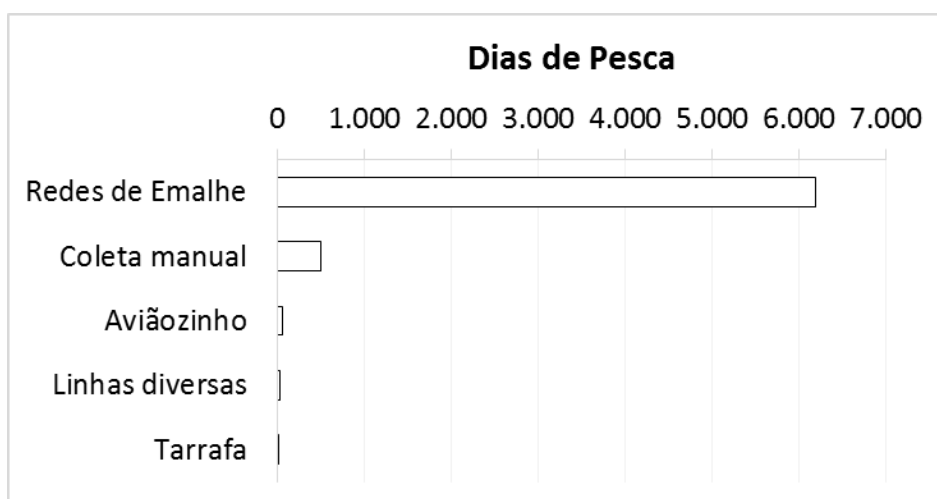 Dias de Pesca
0 1.000 2.000 3.000 4.000 5.000 6.000 7.000
Redes de Emalhe
Coleta manual
Aviãozinho
Linhas diversas
Tarrafa